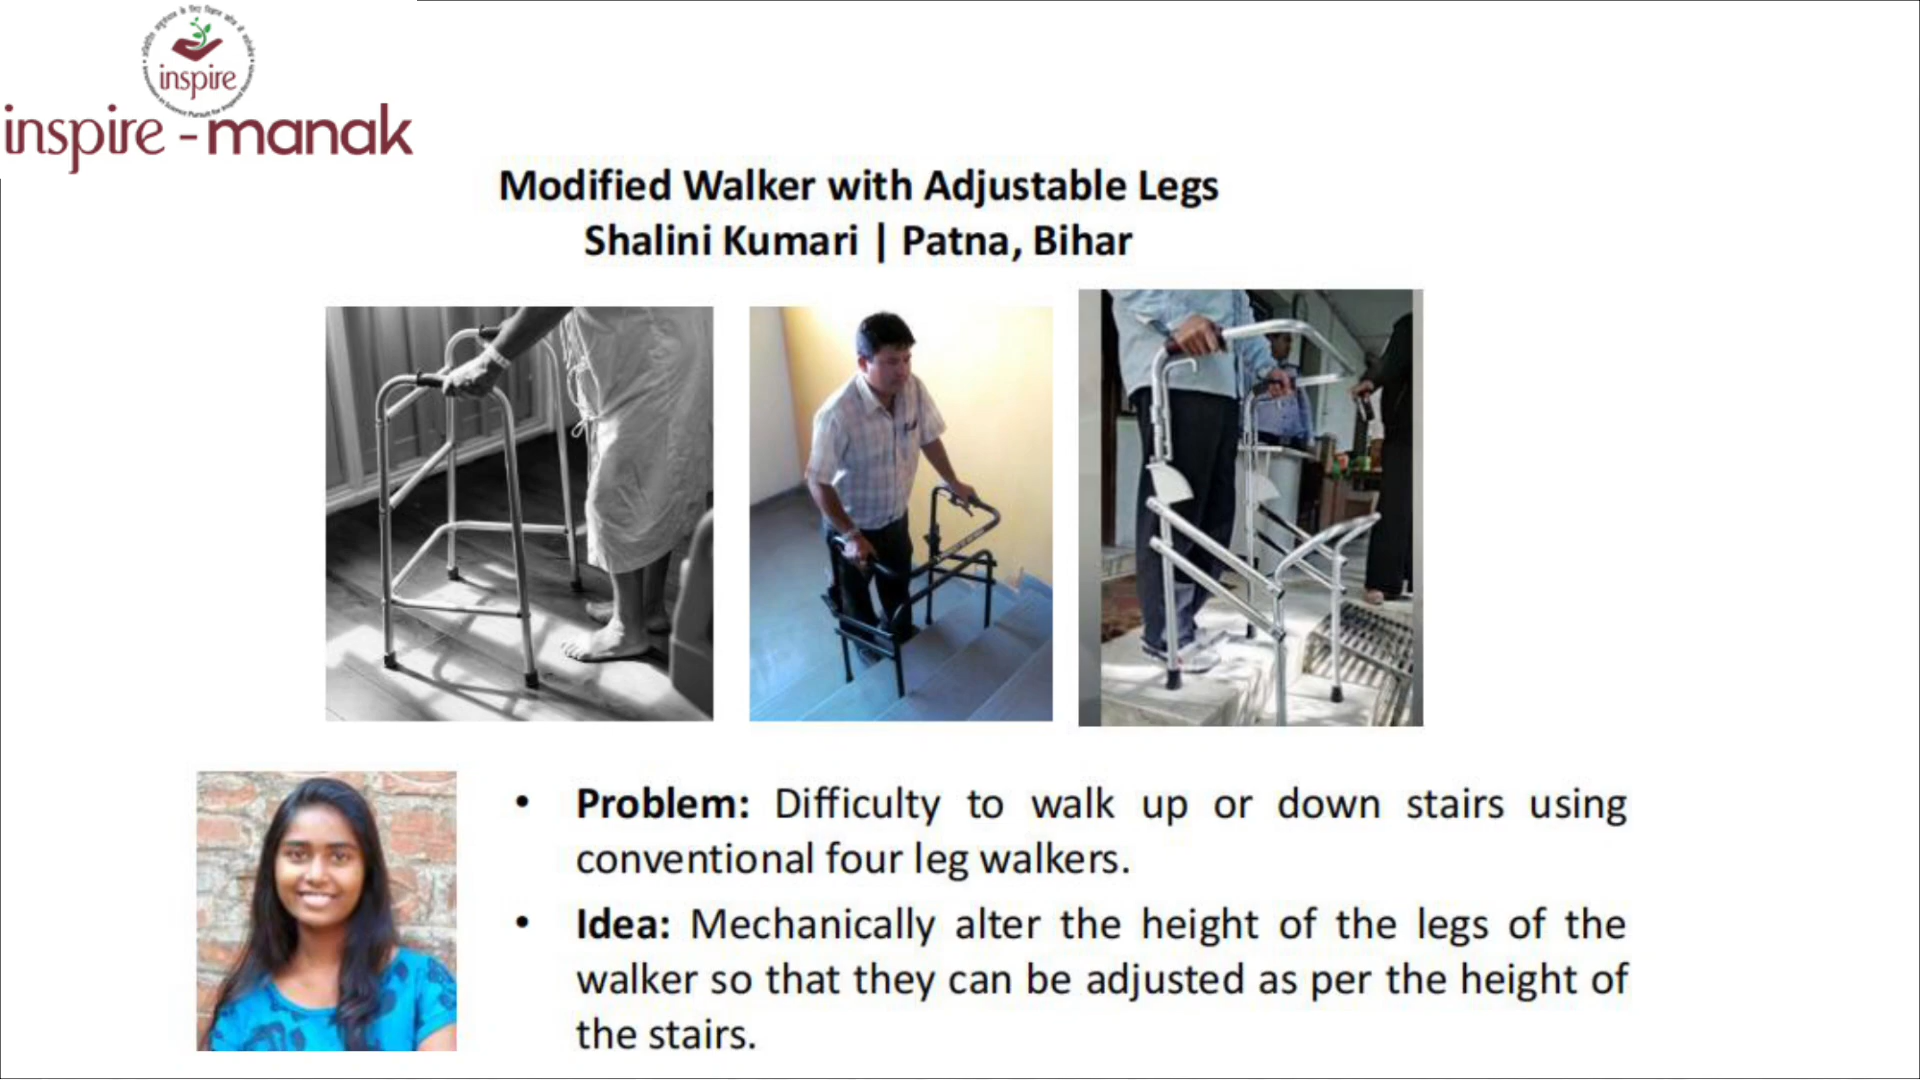 inspire
inspire - manak
Modified Walker with Adjustable Legs
Shalini Kumari | Patna, Bihar
• Problem: Difficulty to walk up or down stairs using
conventional four leg walkers.
• Idea: Mechanically alter the height of the legs of the
walker so that they can be adjusted as per the height of
the stairs.